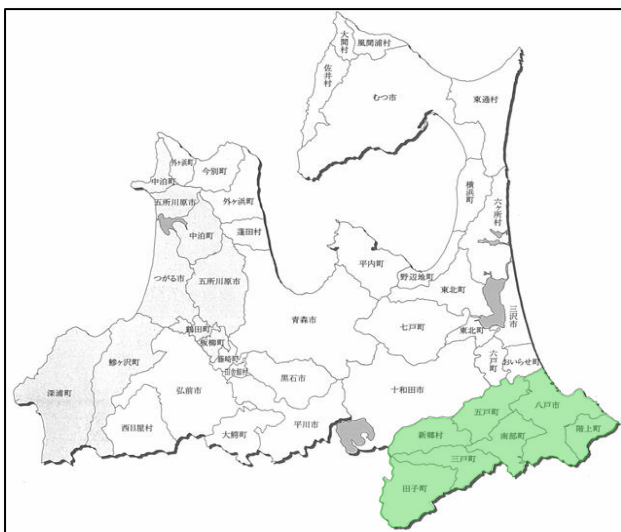 大間村
風間浦村
佐井村
むつ市
東通村
外ヶ浜町
今別町
中泊町
五所川原市
外ヶ浜町
中泊町
蓬田村
横浜町
六ヶ所村
平内町
野辺地町
つがる市
五所川原市
東北町
三沢市
青森市
七戸町
東北町
鶴田町
板柳町
藤崎町
田舎館村
六戸町
おいらせ町
鰺ヶ沢町
黒石市
十和田市
深浦町
弘前市
五戸町
八戸市
西目屋村
大鰐町
平川市
新郷村
南部町
階上町
三戸町
田子町